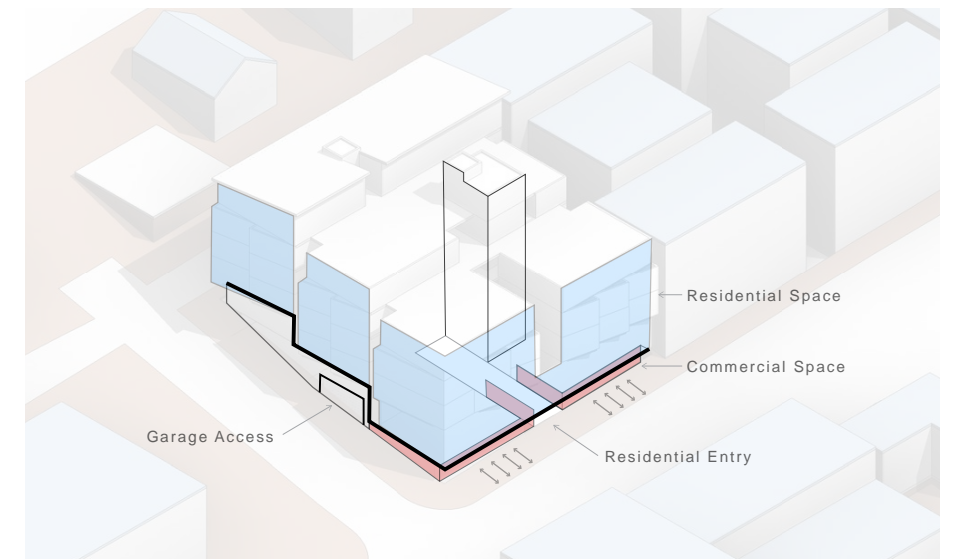 Residential Space
Commercial Space
Garage Access
Residential Entry